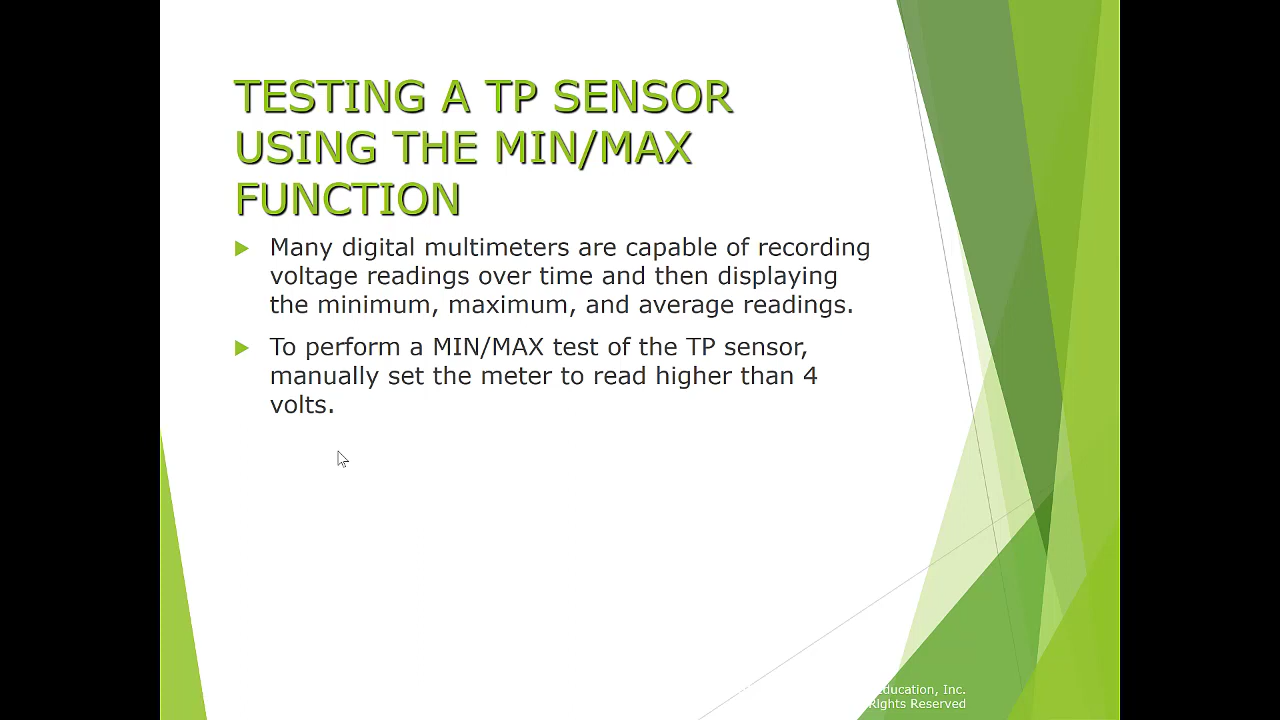 TESTING A TP SENSOR
USING THE MIN/MAX
FUNCTION
Many digital multimeters are capable of recording
voltage readings over time and then displaying
the minimum, maximum, and average readings.
To perform a MIN/MAX test of the TP sensor,
manually set the meter to read higher than 4
volts.
Education, Inc.
Rights Reserved